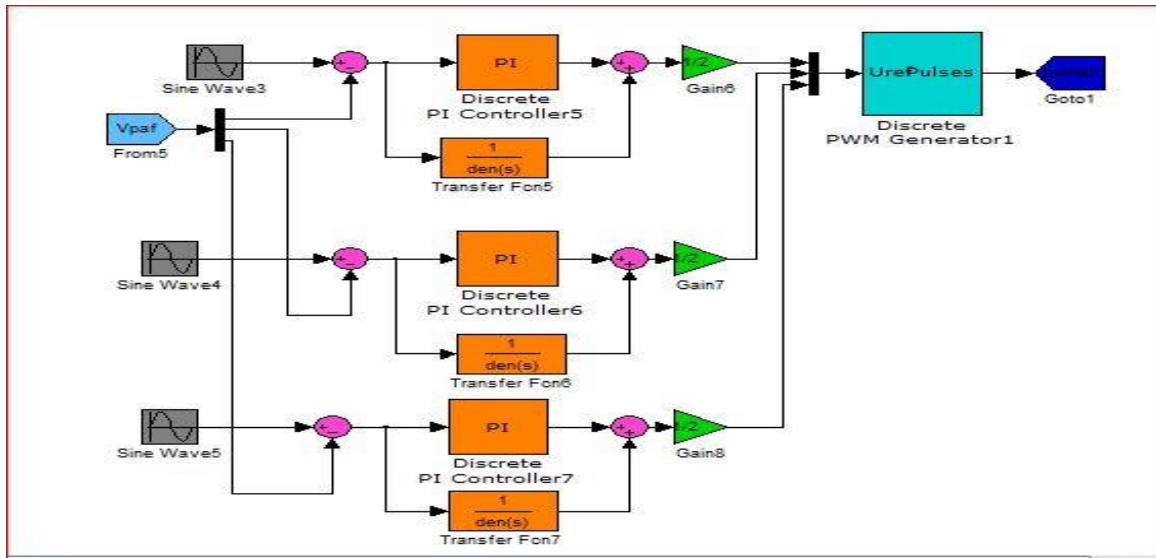 Sine Wave3
PI
Discrete
PI Controller5
1/2
Gain6
UrePulses
Discrete
PWM Generator1
Goto1
Vpaf
From5
1
den(s)
Transfer Fcn5
Sine Wave4
PI
Discrete
PI Controller6
1/2
Gain7
1
den(s)
Transfer Fcn6
Sine Wave5
PI
Discrete
PI Controller7
1/2
Gain8
1
den(s)
Transfer Fcn7